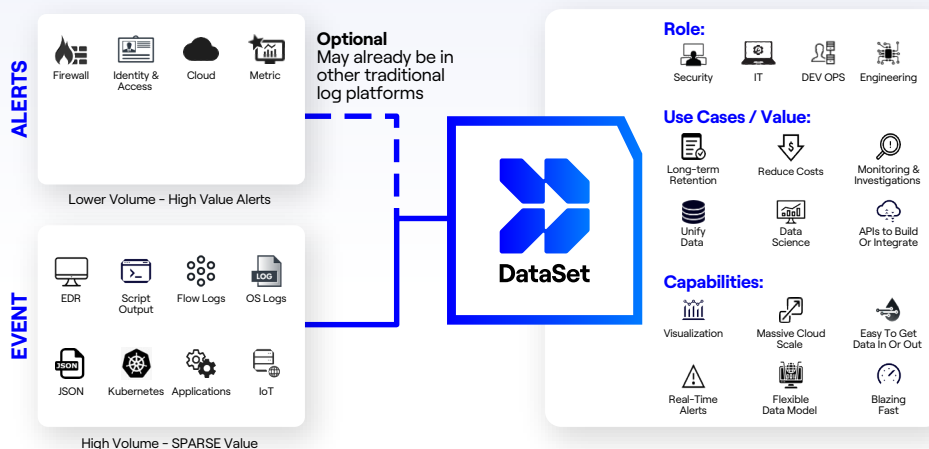 ALERTS
Firewall
Identity &
Access
Cloud
Metric
Lower Volume - High Value Alerts
Optional
May already be in
other traditional
log platforms
EVENT
EDR
Script
Output
Flow Logs
LOG
OS Logs
JSON
JSON
Kubernetes
Applications
IoT
High Volume - SPARSE Value
DataSet
Role:
Security
IT
DEV OPS
Engineering
Use Cases / Value:
Long-term
Retention
$
Reduce Costs
Monitoring &
Investigations
Unify
Data
Data
Science
APIs to Build
Or Integrate
Capabilities:
Visualization
Massive Cloud
Scale
Easy To Get
Data In Or Out
Real-Time
Alerts
Flexible
Data Model
Blazing
Fast